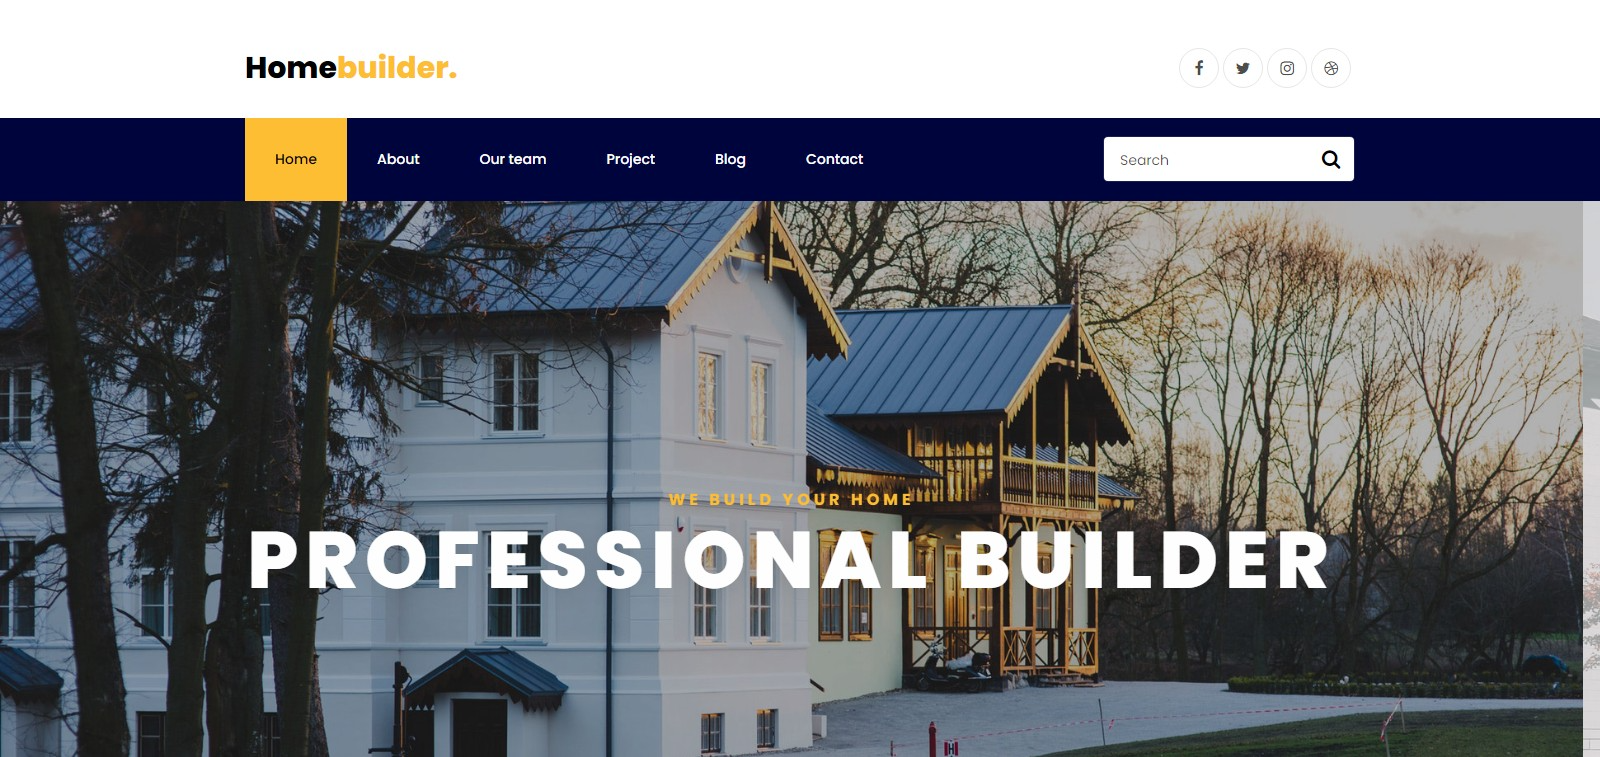 Homebuilder.
Home About Our team Project Blog Contact Search
WE BUILD YOUR HOME
PROFESSIONAL BUILDER